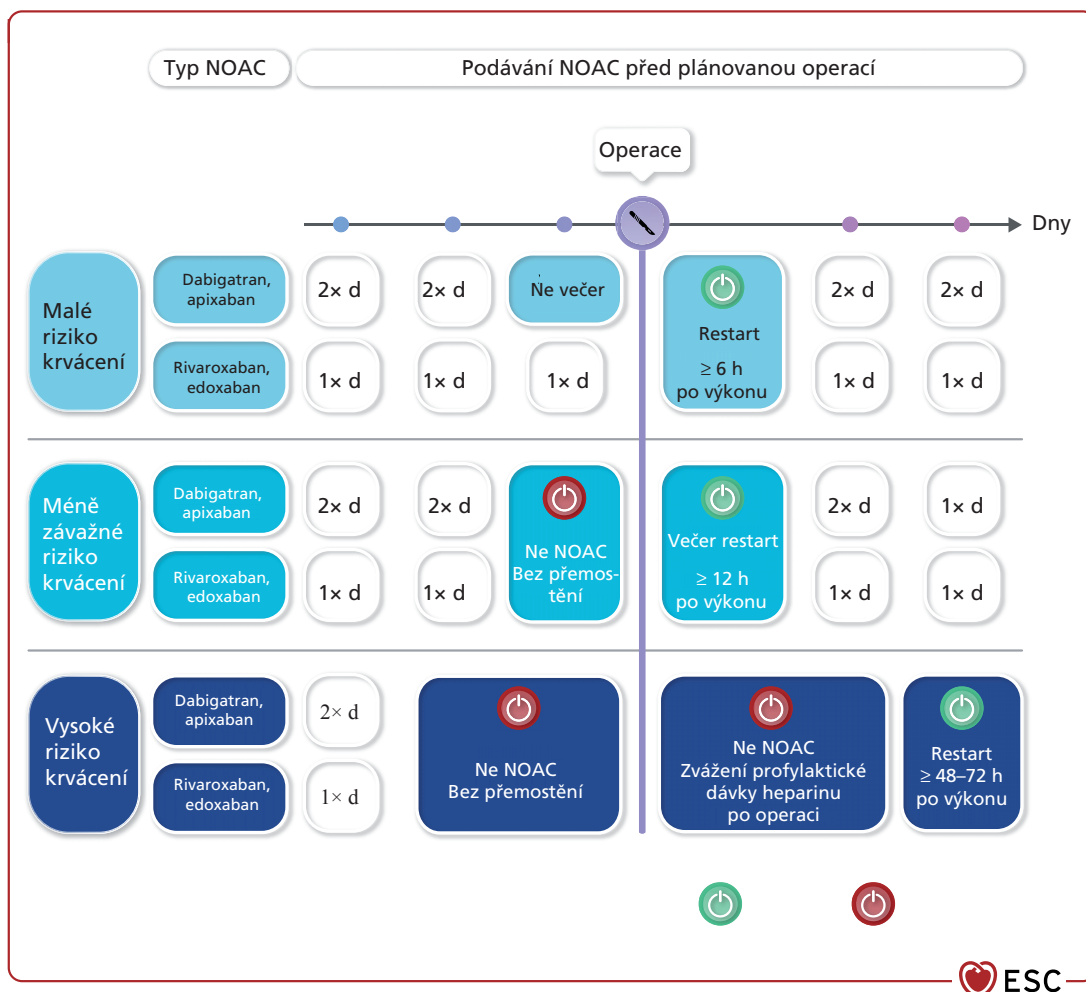 Typ NOAC
Podávání NOAC před plánovanou operací
Operace
Dny
Malé
riziko
krvácení
Dabigatran,
apixaban
2× d
2× d
Ne večer
Restart
≥ 6 h
po výkonu
2× d
2× d
Rivaroxaban,
edoxaban
1× d
1× d
1× d
1× d
1× d
Méně
závažné
riziko
krvácení
Dabigatran,
apixaban
2× d
2× d
Ne NOAC
Bez přemos-
tění
Večer restart
≥ 12 h
po výkonu
2× d
1× d
Rivaroxaban,
edoxaban
1× d
1× d
1× d
1× d
Vysoké
riziko
krvácení
Dabigatran,
apixaban
2× d
Rivaroxaban,
edoxaban
1× d
Ne NOAC
Bez přemostění
Ne NOAC
Zvážení profylaktické
dávky heparinu
po operaci
Restart
≥ 48–72 h
po výkonu
ESC